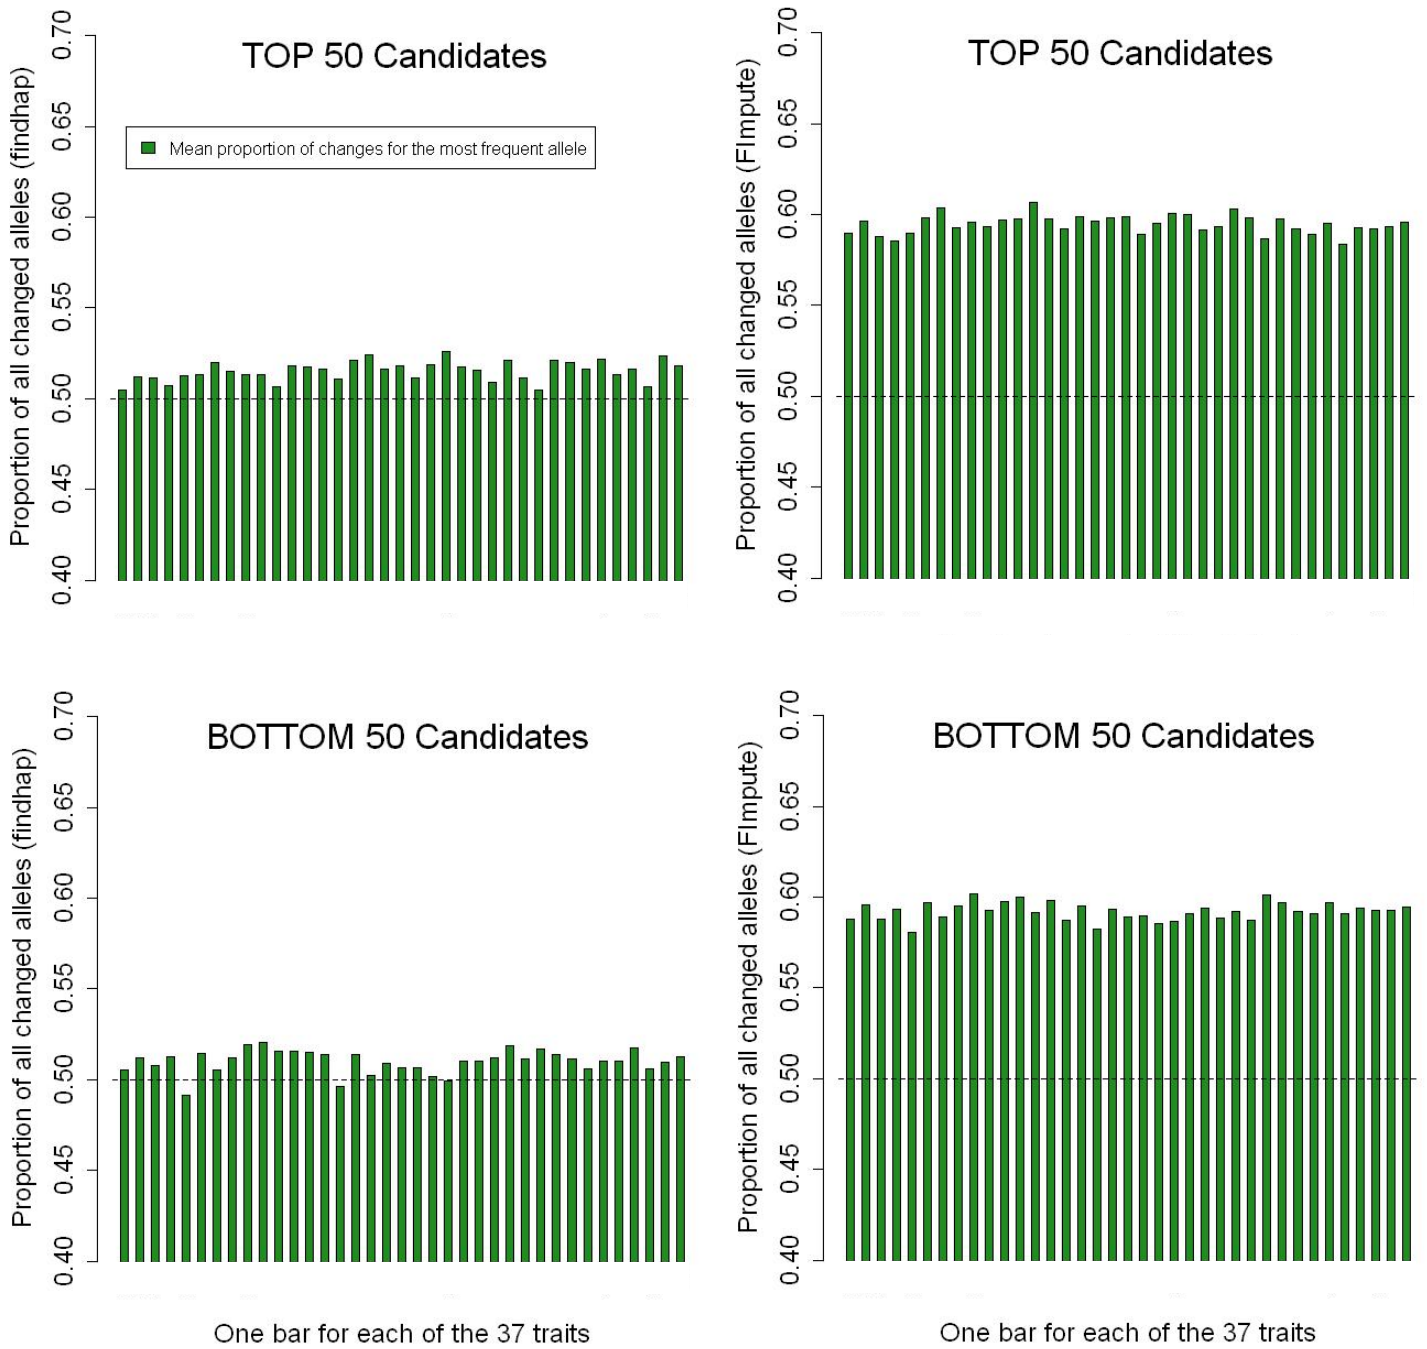 TOP 50 Candidates
Mean proportion of changes for the most frequent allele
Proportion of all changed alleles (findhap)
0.70
0.65
0.60
0.55
0.50
0.45
0.40
TOP 50 Candidates
Proportion of all changed alleles (FImpute)
0.70
0.65
0.60
0.55
0.50
0.45
0.40
BOTTOM 50 Candidates
Proportion of all changed alleles (findhap)
0.70
0.65
0.60
0.55
0.50
0.45
0.40
One bar for each of the 37 traits
BOTTOM 50 Candidates
Proportion of all changed alleles (FImpute)
0.70
0.65
0.60
0.55
0.50
0.45
0.40
One bar for each of the 37 traits